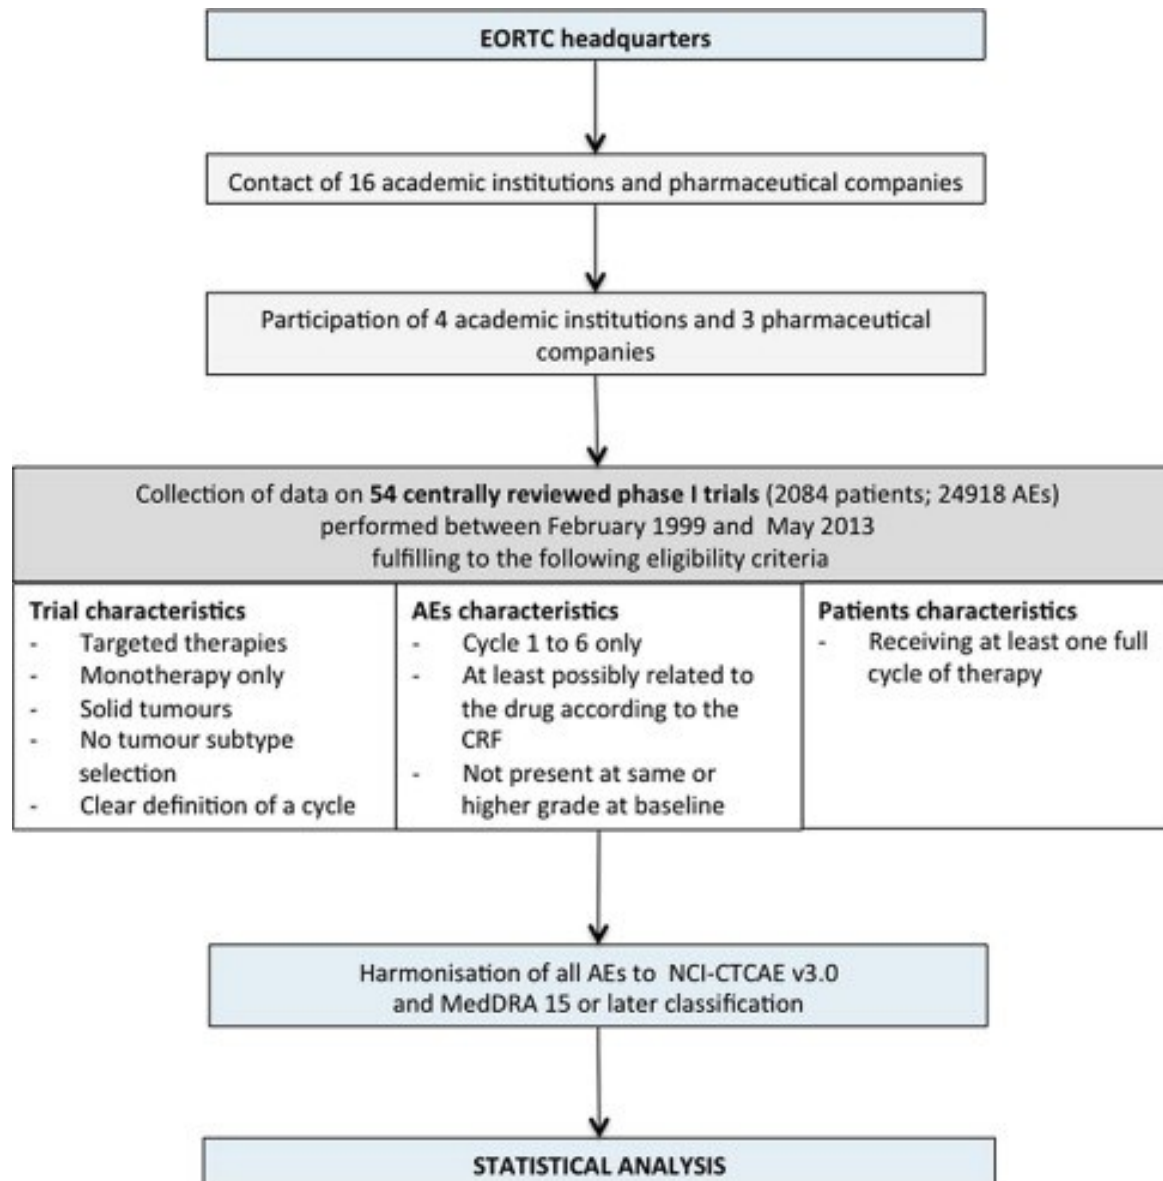 EORTC headquarters
Contact of 16 academic institutions and pharmaceutical companies
Participation of 4 academic institutions and 3 pharmaceutical
companies
Collection of data on 54 centrally reviewed phase I trials (2084 patients; 24918 AEs)
performed between February 1999 and May 2013
fulfilling to the following eligibility criteria
Trial characteristics
- Targeted therapies
- Monotherapy only
- Solid tumours
- No tumour subtype
selection
- Clear definition of a cycle
AEs characteristics
- Cycle 1 to 6 only
- At least possibly related to
the drug according to the
CRF
- Not present at same or
higher grade at baseline
Patients characteristics
- Receiving at least one full
cycle of therapy
Harmonisation of all AEs to NCI-CTCAE v3.0
and MedDRA 15 or later classification
STATISTICAL ANALYSIS